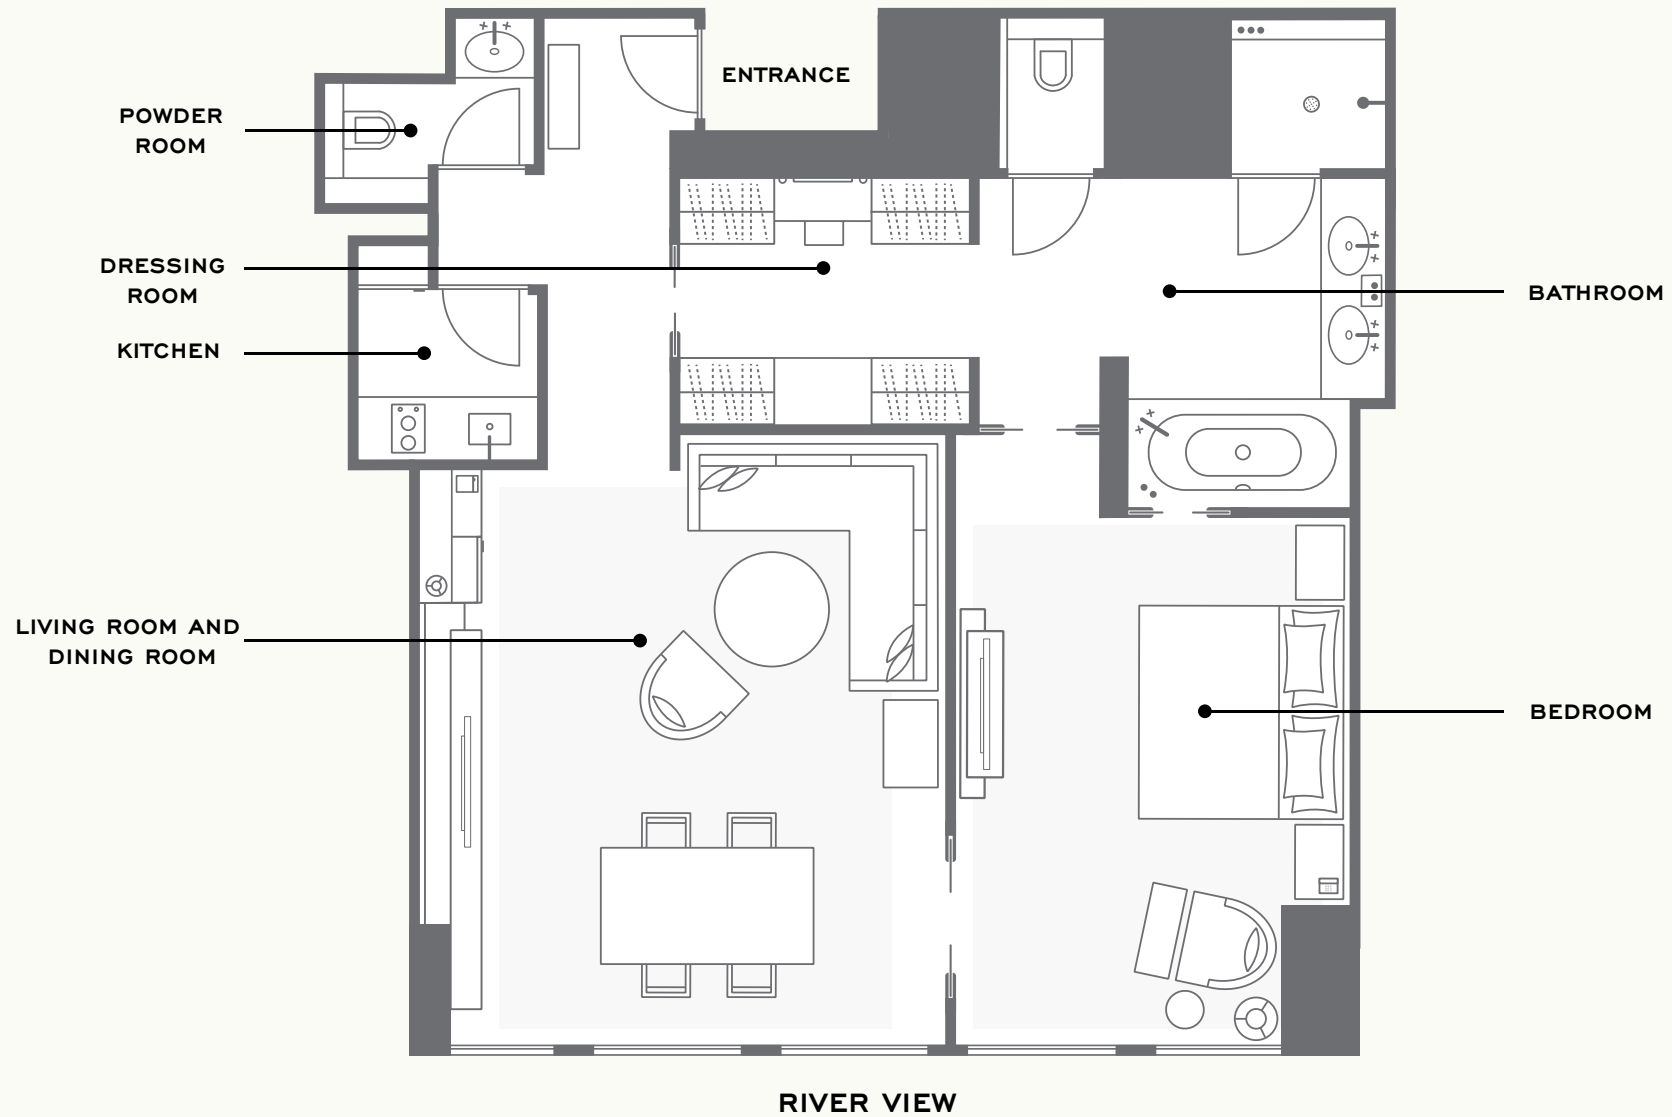 ENTRANCE
POWDER
ROOM
DRESSING
ROOM
BATHROOM
KITCHEN
LIVING ROOM AND
DINING ROOM
BEDROOM
RIVER VIEW